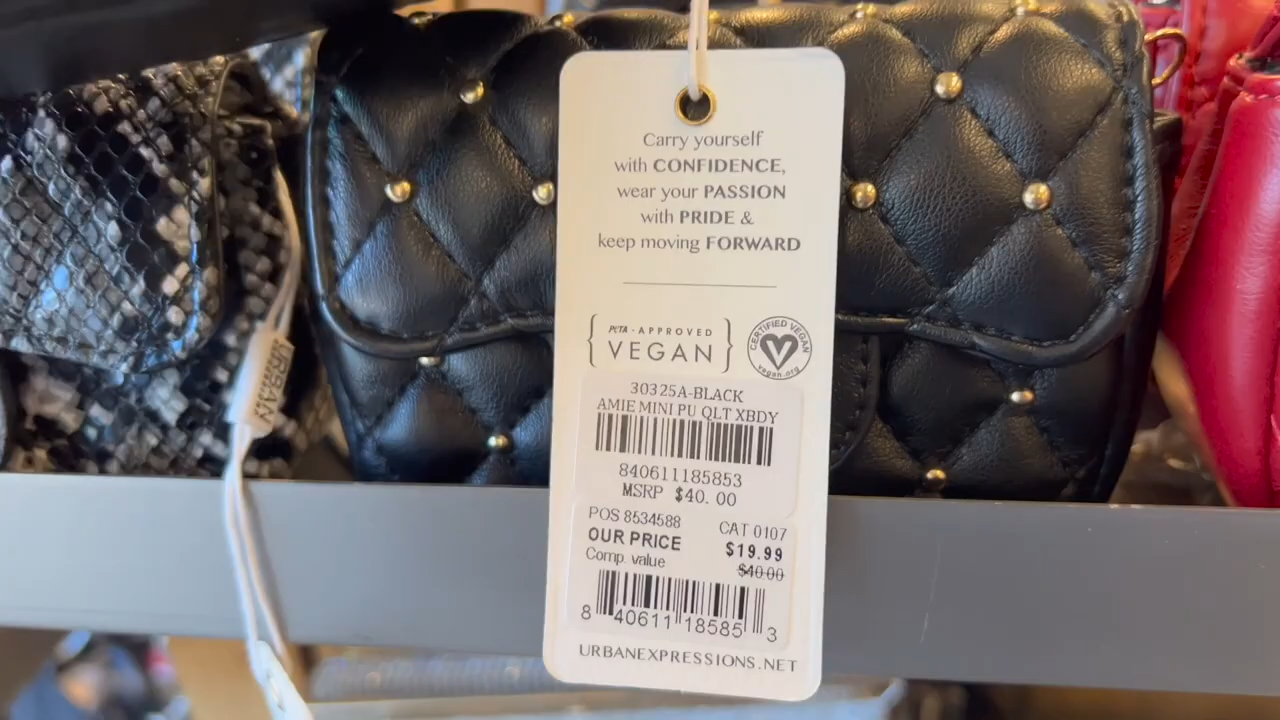 Carry yourself
with CONFIDENCE,
wear your PASSION
with PRIDE &
keep moving FORWARD
PETA-APPROVED
VEGAN
CERTIFIED VEGAN
vegan.org
30325A-BLACK
AMIE MINI PU QLT XBDY
840611185853
MSRP $40.00
POS 8534588 CAT 0107
OUR PRICE $19.99
Comp. value $40.00
8 40611 18585 3
URBANEXPRESSIONS.NET
URBAN